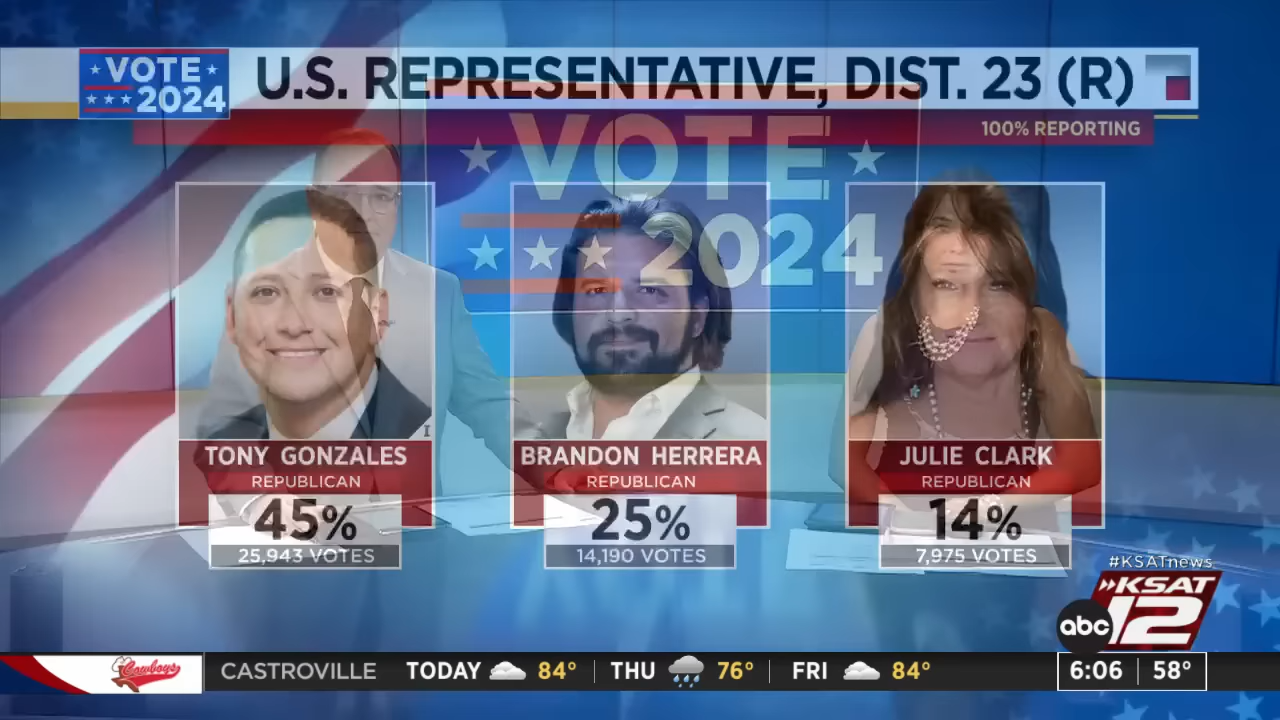 VOTE
2024
U.S. REPRESENTATIVE, DIST. 23 (R)
100% REPORTING
VOTE
2024
TONY GONZALES
REPUBLICAN
45%
25,943 VOTES
BRANDON HERRERA
REPUBLICAN
25%
14,190 VOTES
JULIE CLARK
REPUBLICAN
14%
7,975 VOTES
#KSATnews
KSAT
abc 12
Cowboys CASTROVILLE TODAY 84° THU 76° FRI 84° 6:06 58°